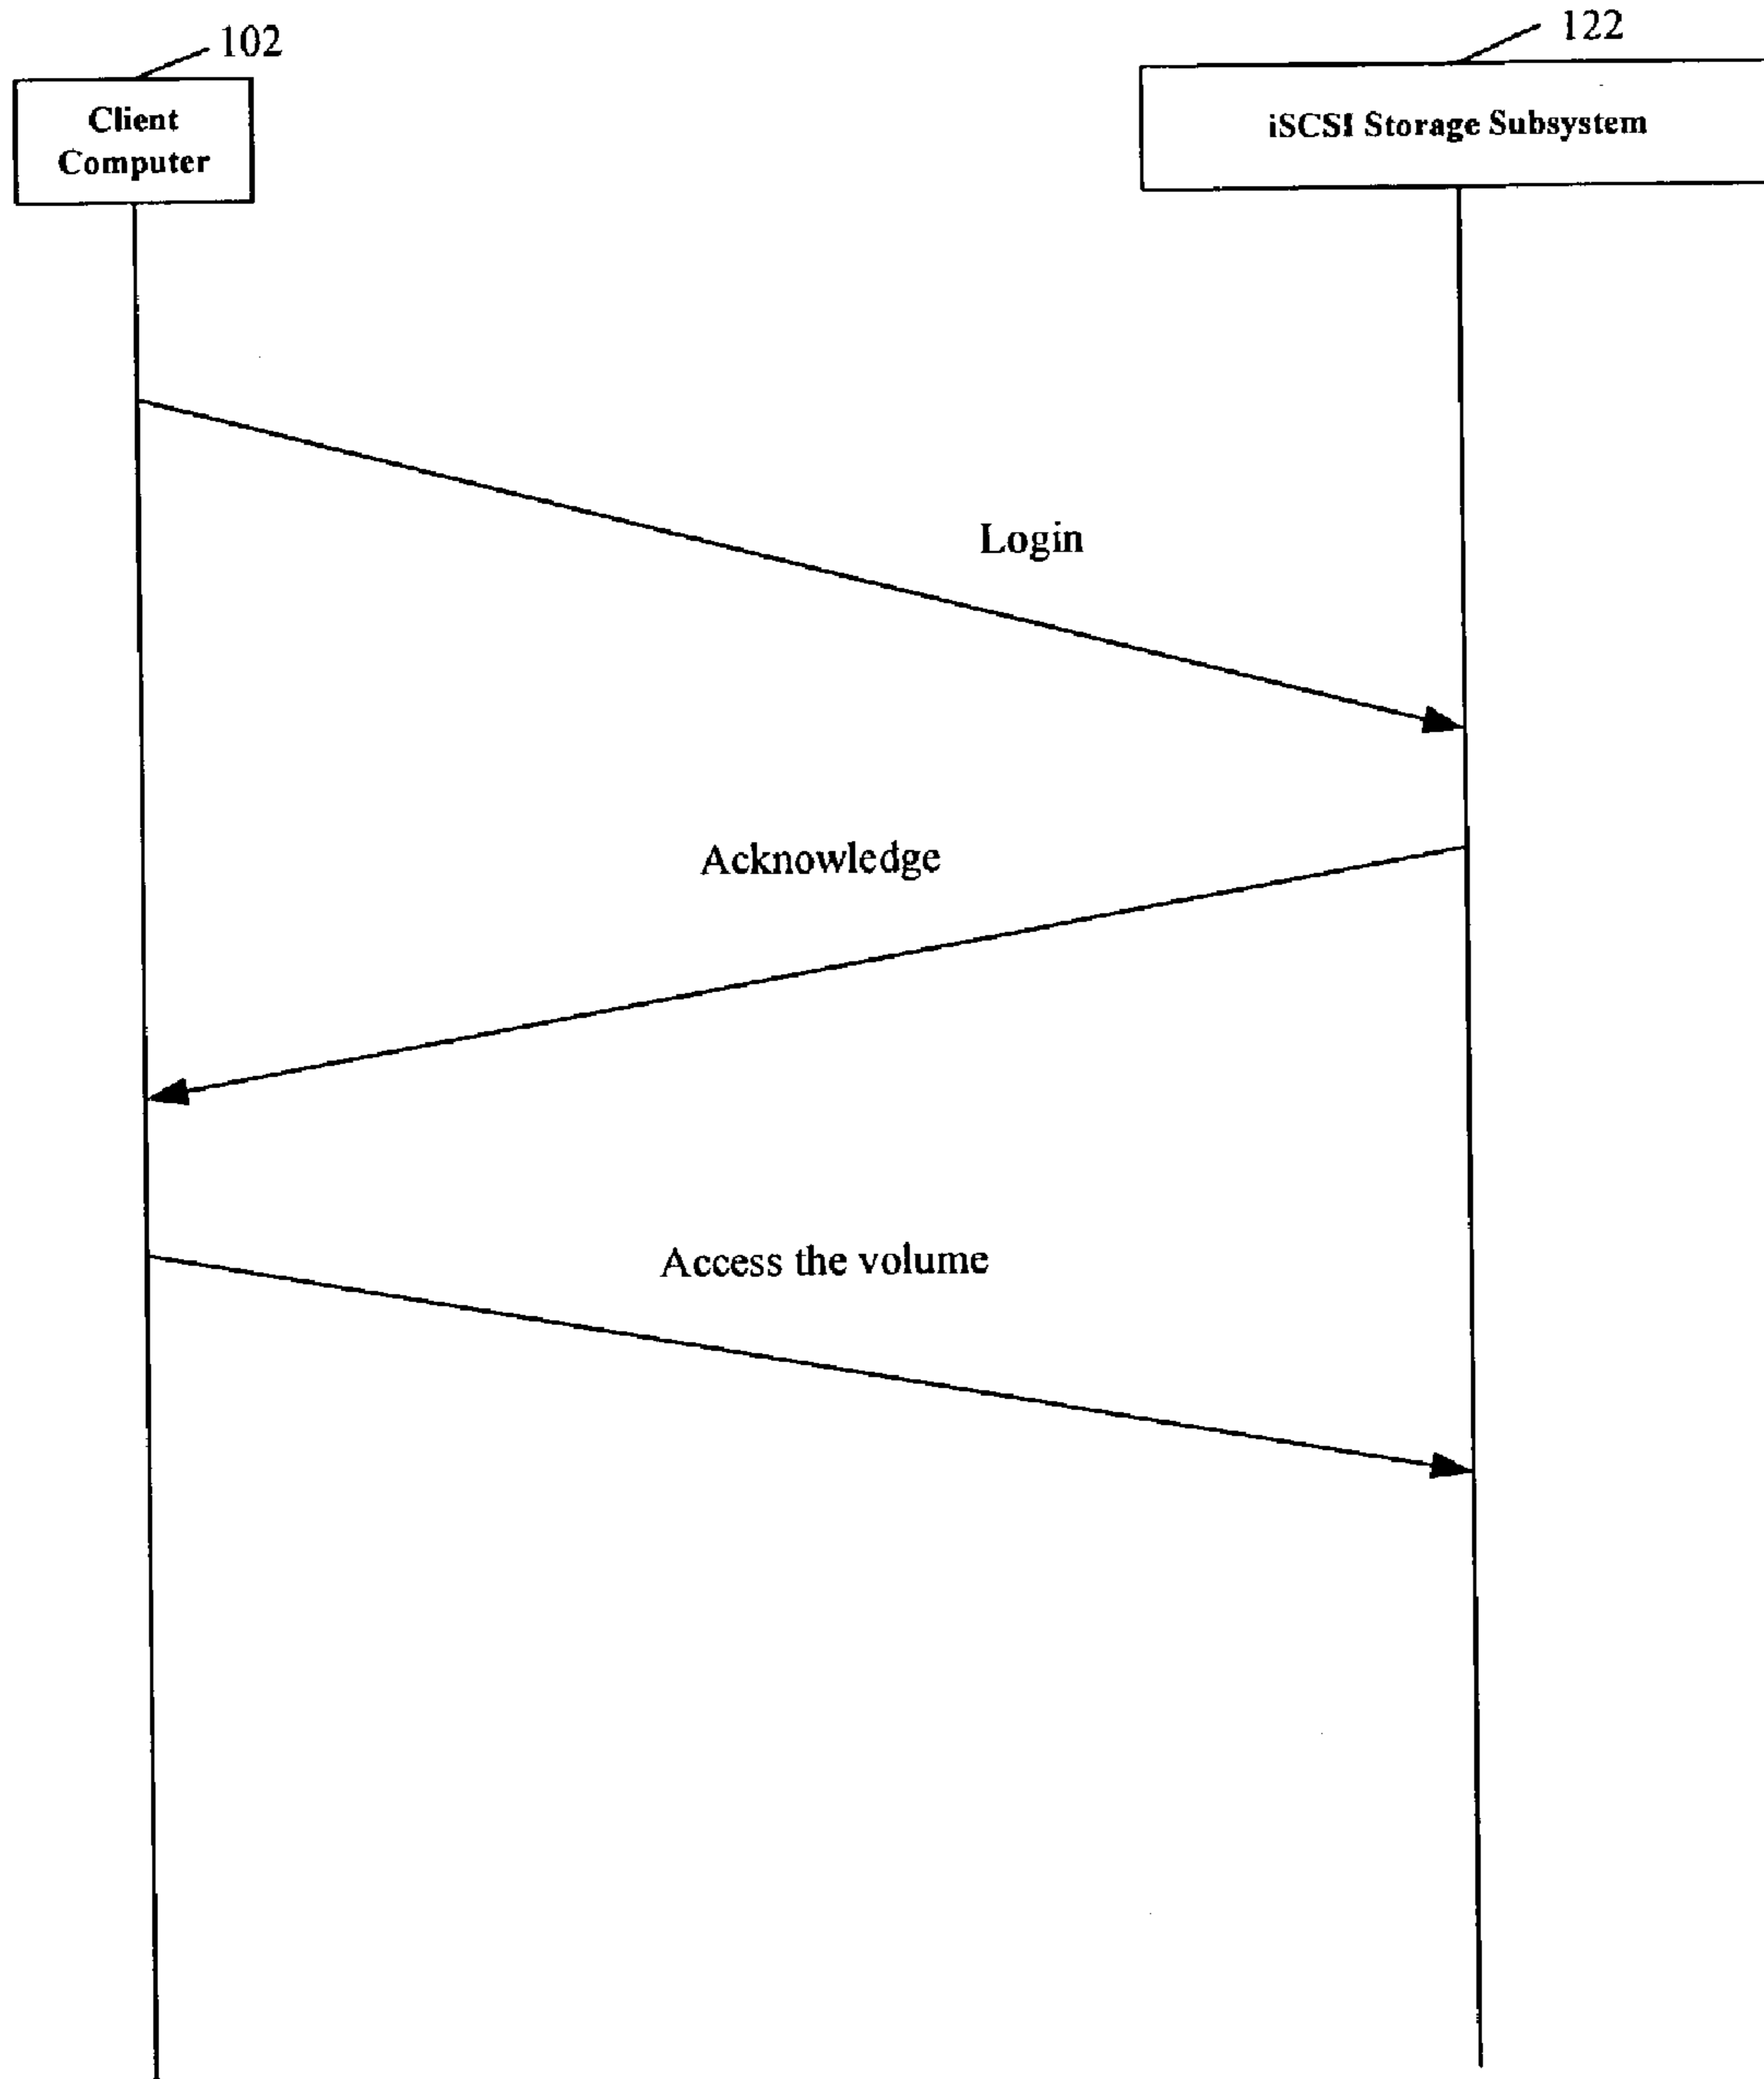 102
122
Client
Computer
iSCSI Storage Subsystem
Login
Acknowledge
Access the volume